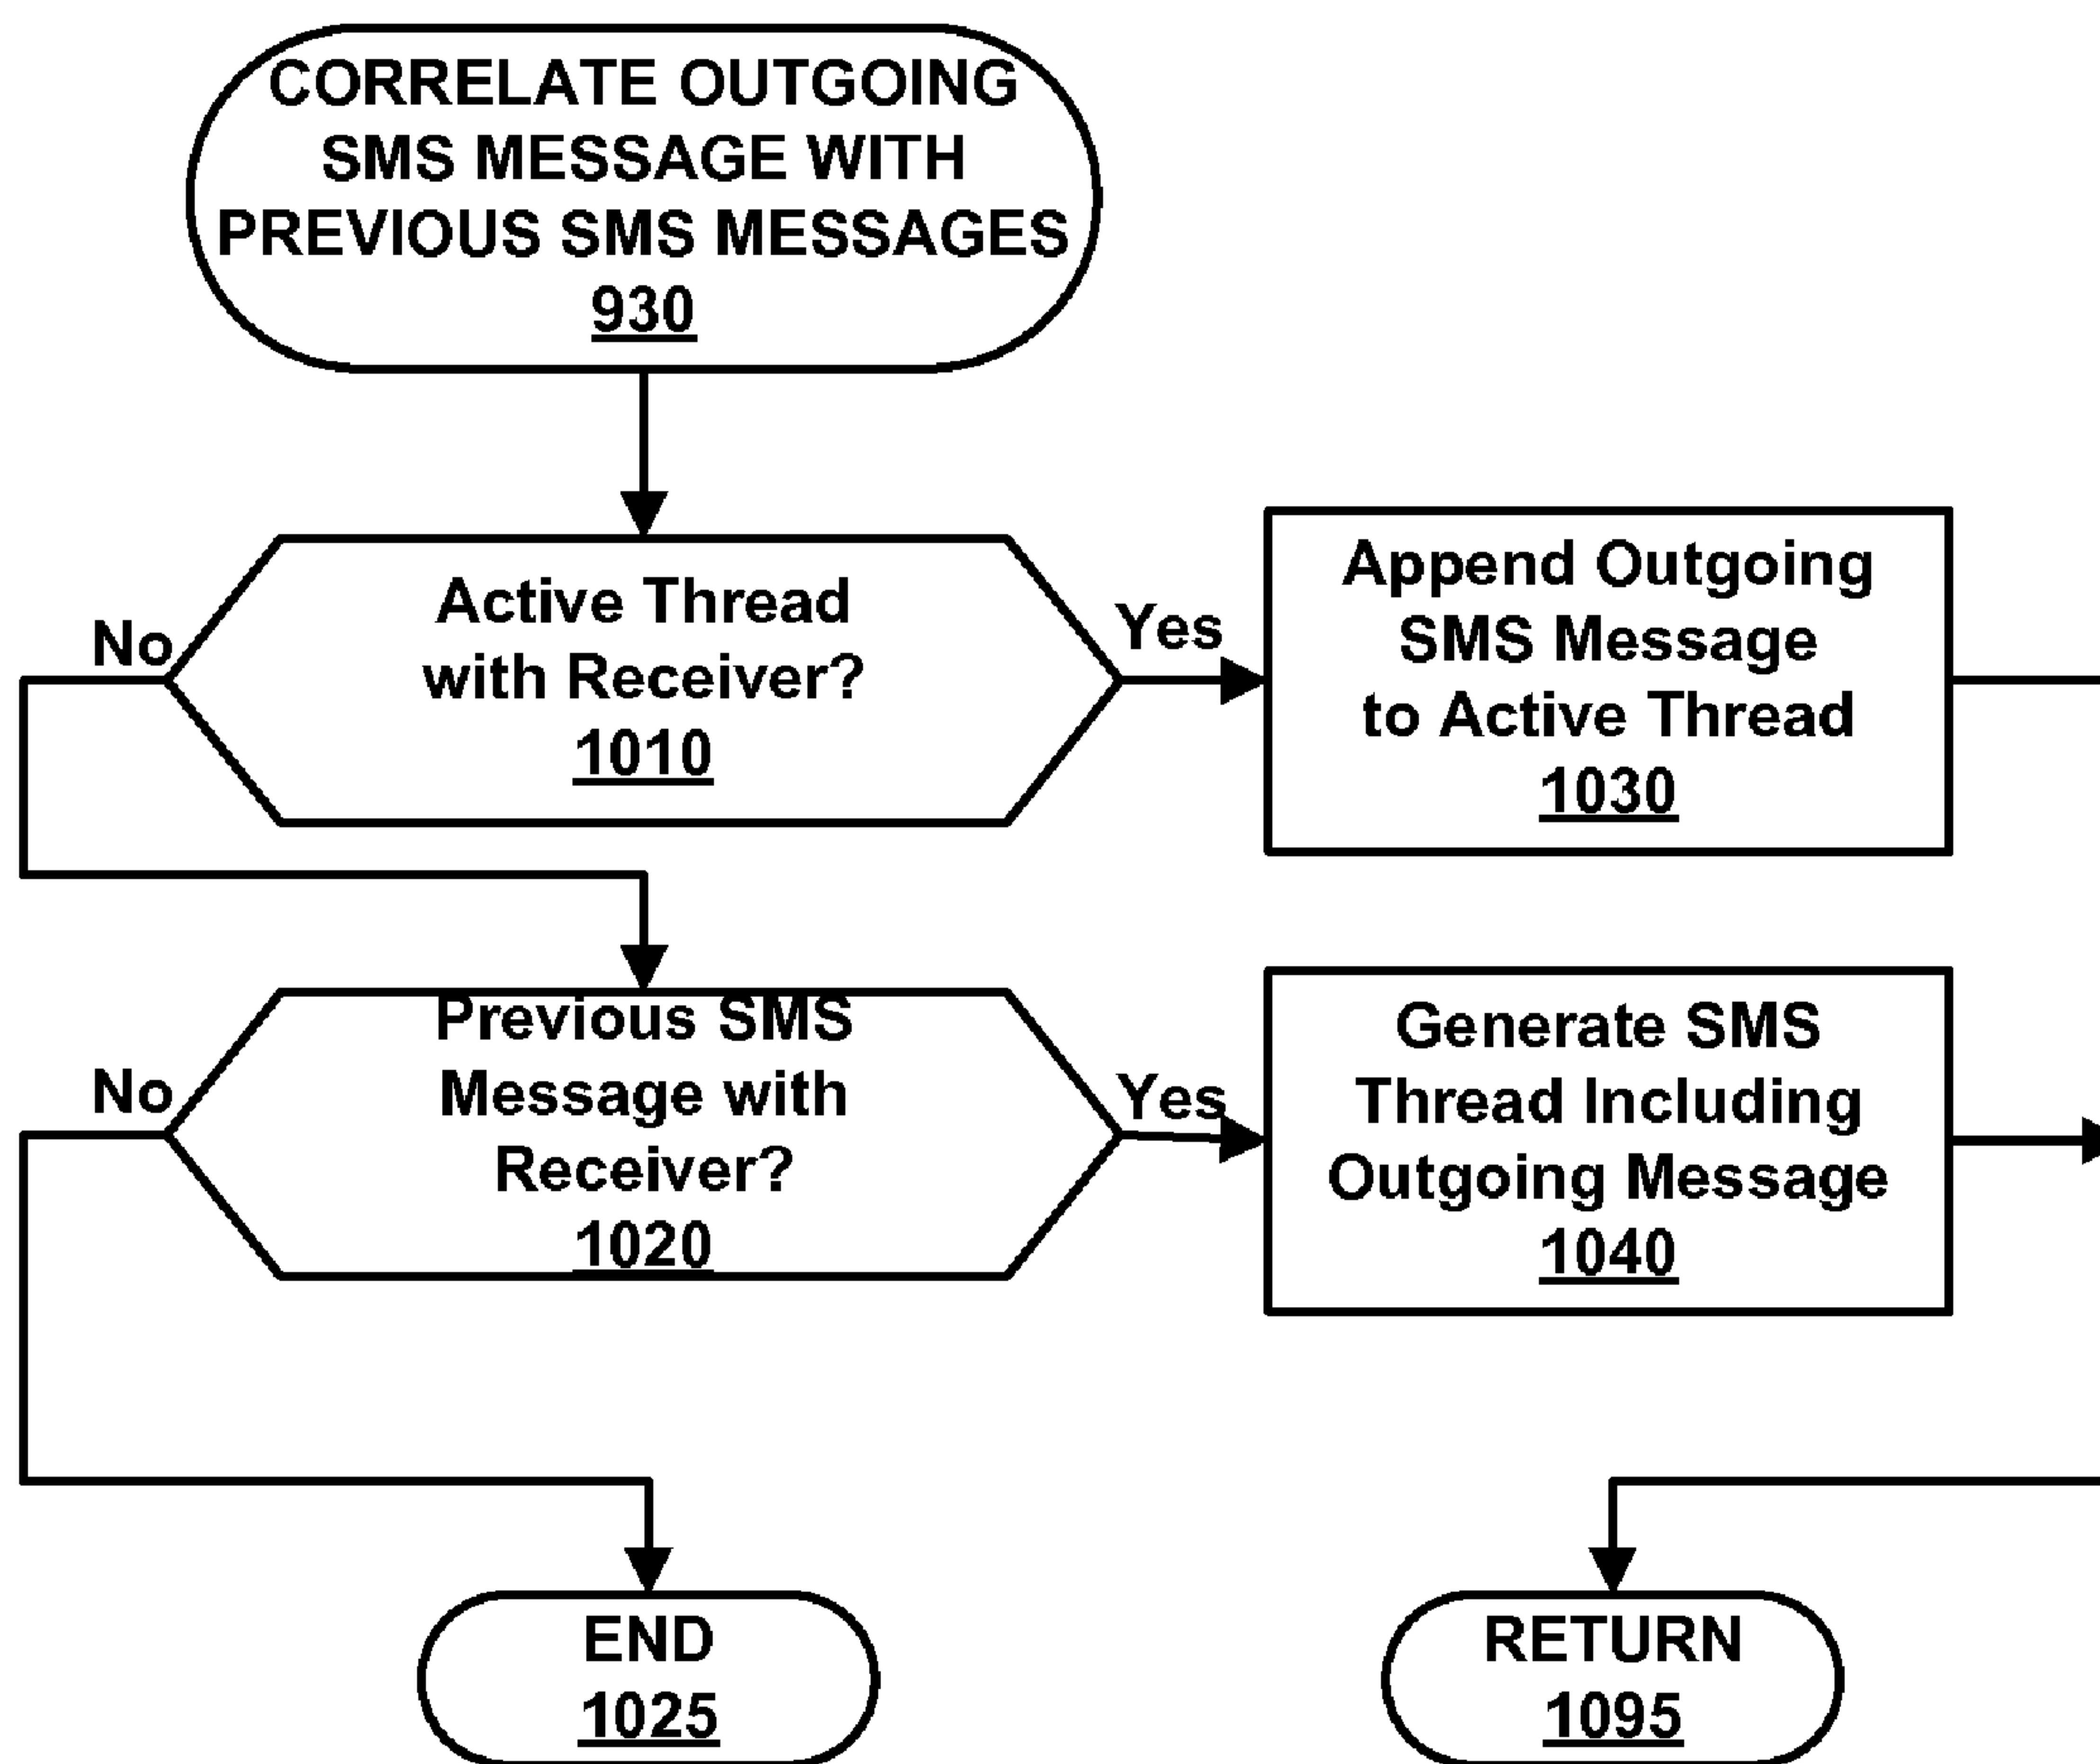 CORRELATE OUTGOING
SMS MESSAGE WITH
PREVIOUS SMS MESSAGES
930
Active Thread
with Receiver?
1010
No
Yes
Append Outgoing
SMS Message
to Active Thread
1030
Previous SMS
Message with
Receiver?
1020
No
Yes
Generate SMS
Thread Including
Outgoing Message
1040
END
1025
RETURN
1095